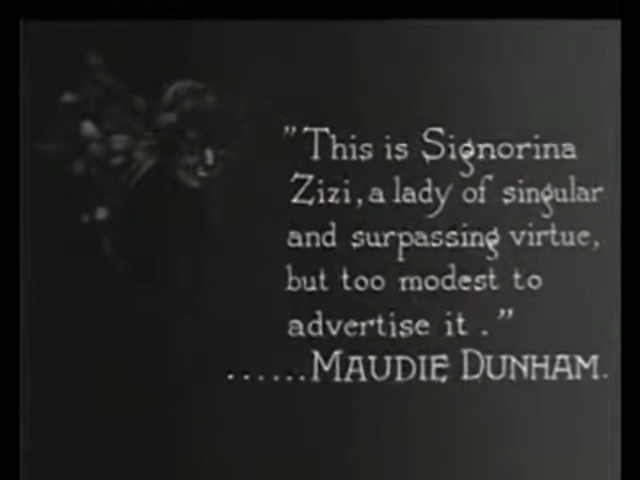 "This is Signorina
Zizi, a lady of singular
and surpassing virtue,
but too modest to
advertise it."
......MAUDIE DUNHAM.